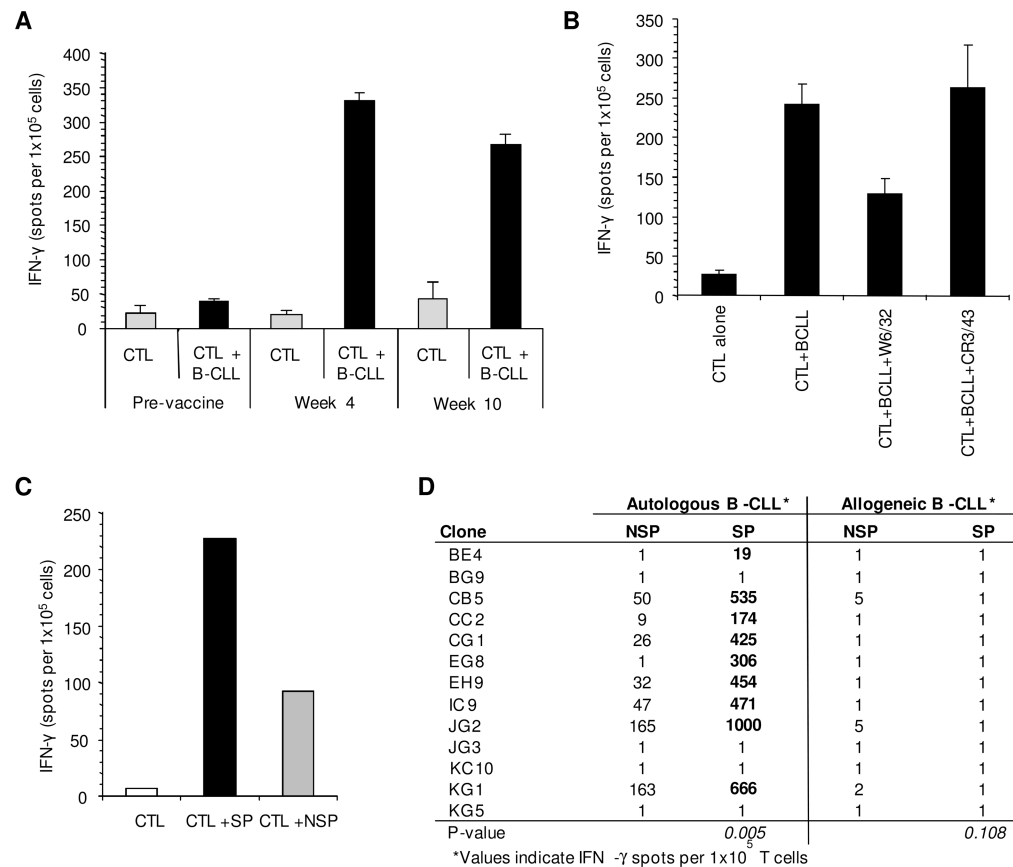 A
IFN-γ (spots per 1x10⁵ cells)
400
350
300
250
200
150
100
50
0
CTL
CTL + B-CLL
CTL
CTL + B-CLL
CTL
CTL + B-CLL
Pre-vaccine
Week 4
Week 10
B
IFN-γ (spots per 1x10⁵ cells)
350
300
250
200
150
100
50
0
CTL alone
CTL+BCLL
CTL+BCLL+W6/32
CTL+BCLL+CR3/43
C
IFN-γ (spots per 1x10⁵ cells)
250
200
150
100
50
0
CTL
CTL +SP
CTL +NSP
D
Autologous B -CLL* Allogeneic B -CLL*
Clone NSP SP NSP SP
BE4 1 19 1 1
BG9 1 1 1 1
CB5 50 535 5 1
CC2 9 174 1 1
CG1 26 425 1 1
EG8 1 306 1 1
EH9 32 454 1 1
IC9 47 471 1 1
JG2 165 1000 5 1
JG3 1 1 1 1
KC10 1 1 1 1
KG1 163 666 2 1
KG5 1 1 1 1
P-value 0.005 0.108
*Values indicate IFN -γ spots per 1x10⁵ T cells